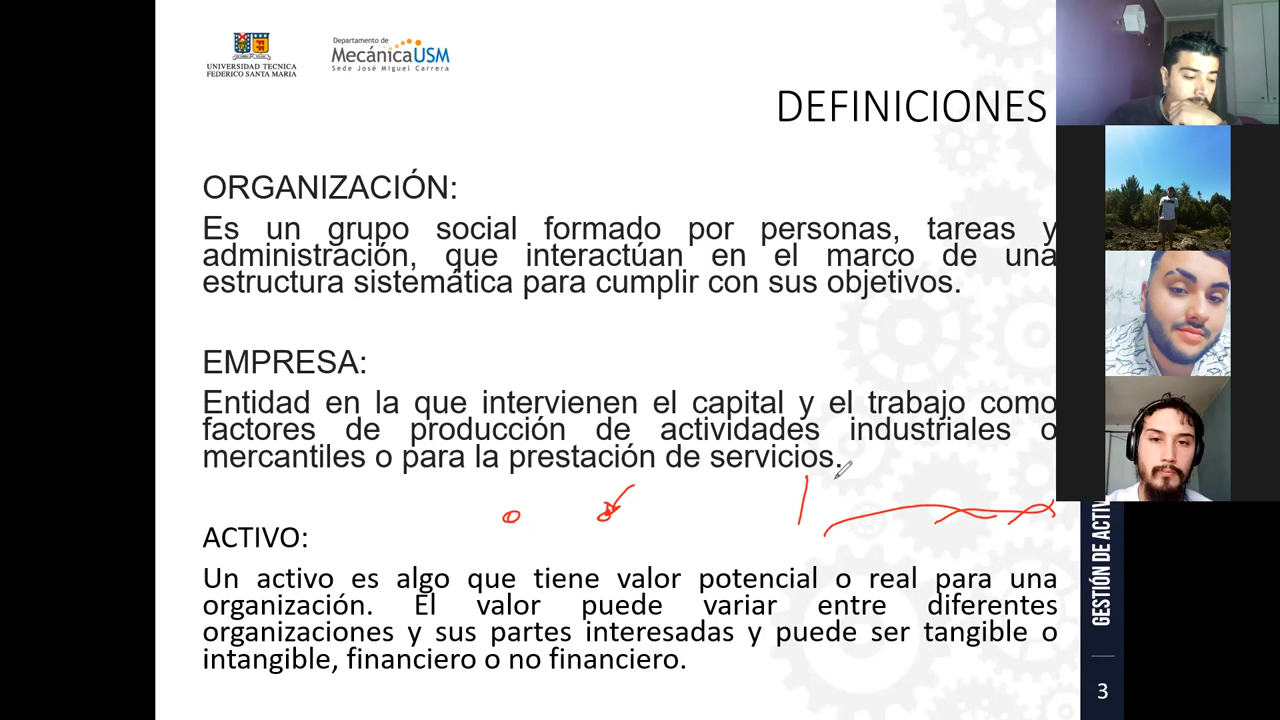 UNIVERSIDAD TECNICA
FEDERICO SANTA MARIA
Departamento de
MecánicaUSM
Sede José Miguel Carrera
DEFINICIONES
ORGANIZACIÓN:
Es un grupo social formado por personas, tareas y
administración, que interactúan en el marco de una
estructura sistemática para cumplir con sus objetivos.
EMPRESA:
Entidad en la que intervienen el capital y el trabajo como
factores de producción de actividades industriales o
mercantiles o para la prestación de servicios.
ACTIVO:
Un activo es algo que tiene valor potencial o real para una
organización. El valor puede variar entre diferentes
organizaciones y sus partes interesadas y puede ser tangible o
intangible, financiero o no financiero.
GESTIÓN DE ACTIV
3